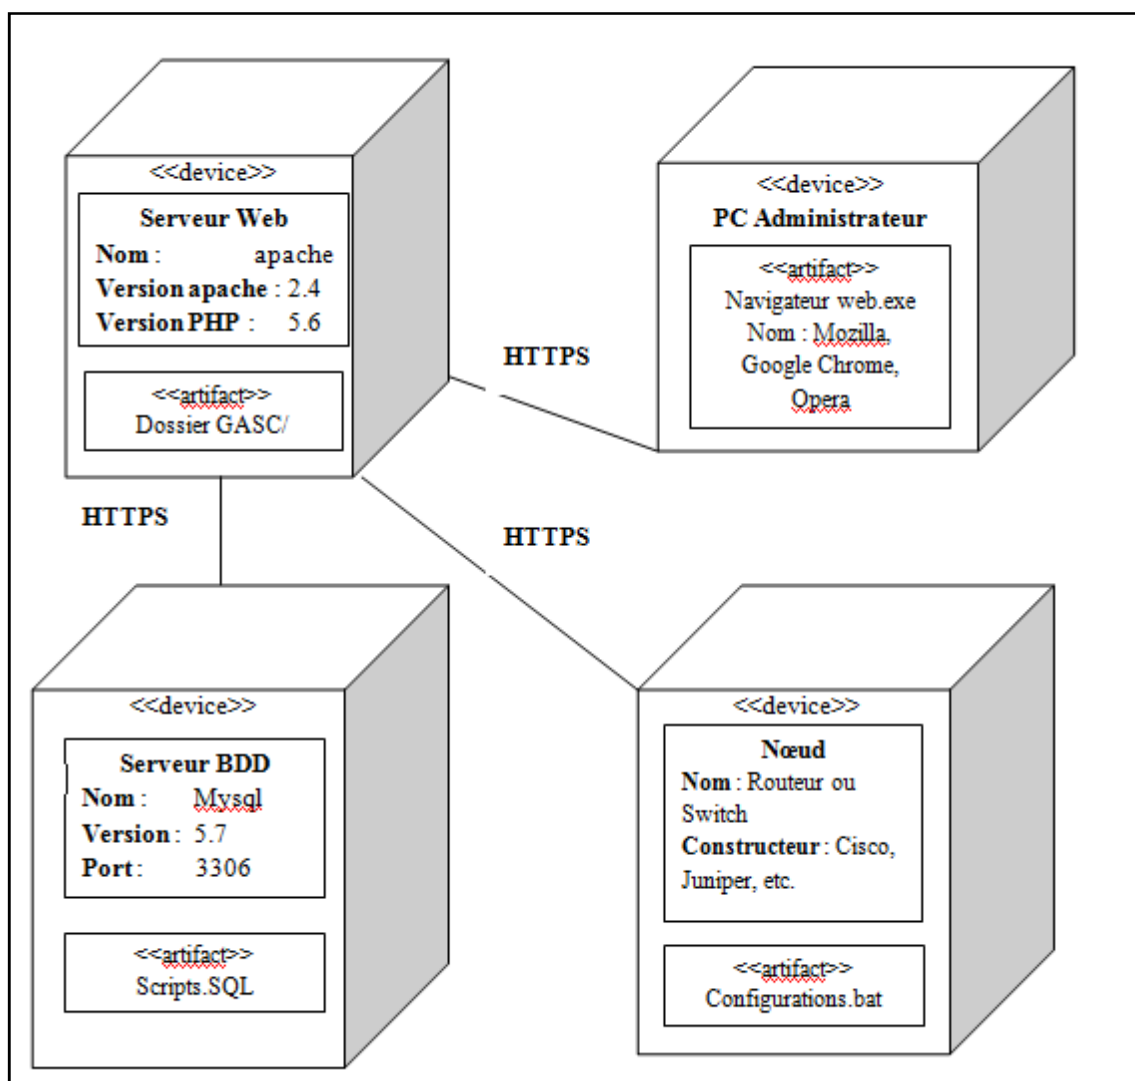 <<device>>
Serveur Web
Nom : apache
Version apache : 2.4
Version PHP : 5.6
<<artifact>>
Dossier GASC/
<<device>>
PC Administrateur
<<artifact>>
Navigateur web.exe
Nom : Mozilla,
Google Chrome,
Opera
HTTPS
HTTPS
HTTPS
<<device>>
Serveur BDD
Nom : Mysql
Version : 5.7
Port : 3306
<<artifact>>
Scripts.SQL
<<device>>
Nœud
Nom : Routeur ou
Switch
Constructeur : Cisco,
Juniper, etc.
<<artifact>>
Configurations.bat